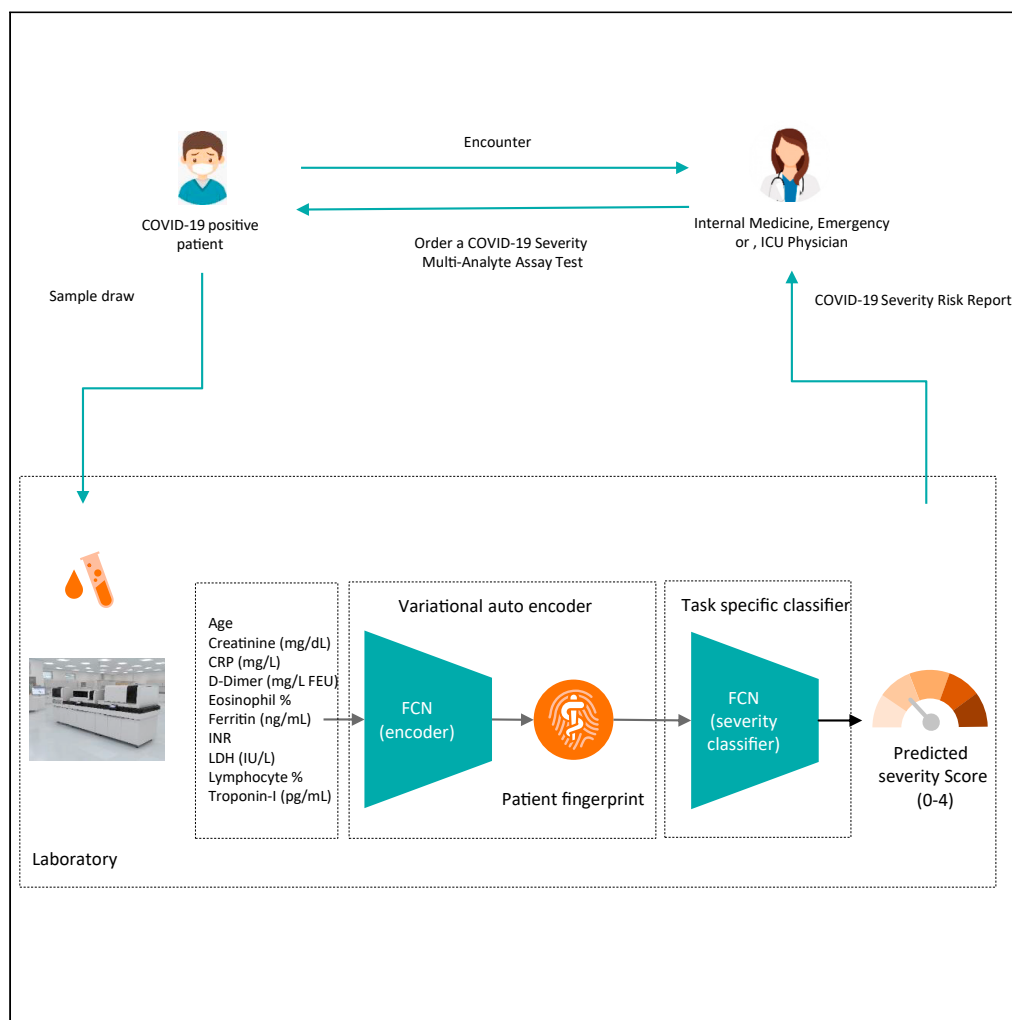 Encounter
COVID-19 positive
patient
Internal Medicine, Emergency
or , ICU Physician
Order a COVID-19 Severity
Multi-Analyte Assay Test
Sample draw
COVID-19 Severity Risk Report
Variational auto encoder
Task specific classifier
Age
Creatinine (mg/dL)
CRP (mg/L)
D-Dimer (mg/L FEU)
Eosinophil %
Ferritin (ng/mL)
INR
LDH (IU/L)
Lymphocyte %
Troponin-I (pg/mL)
FCN
(encoder)
Patient fingerprint
FCN
(severity
classifier)
Predicted
severity Score
(0-4)
Laboratory